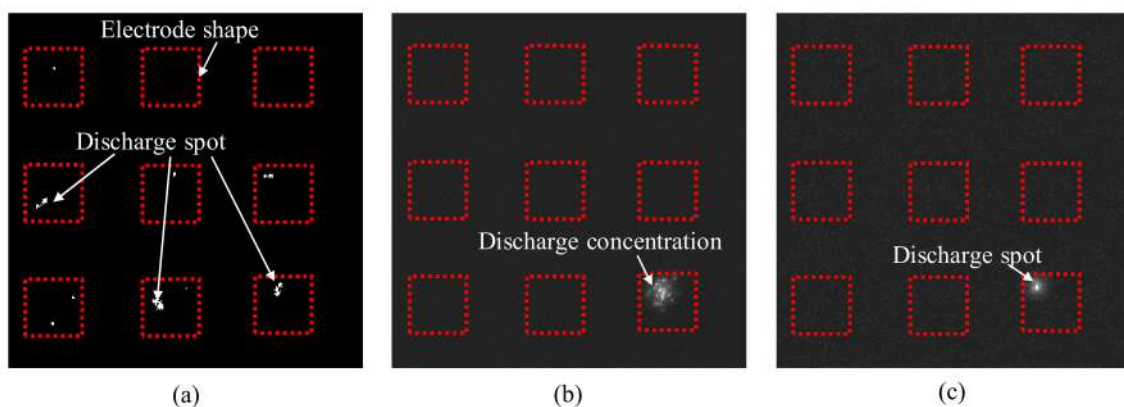 Electrode shape
Discharge spot
Discharge concentration
Discharge spot
(a)
(b)
(c)